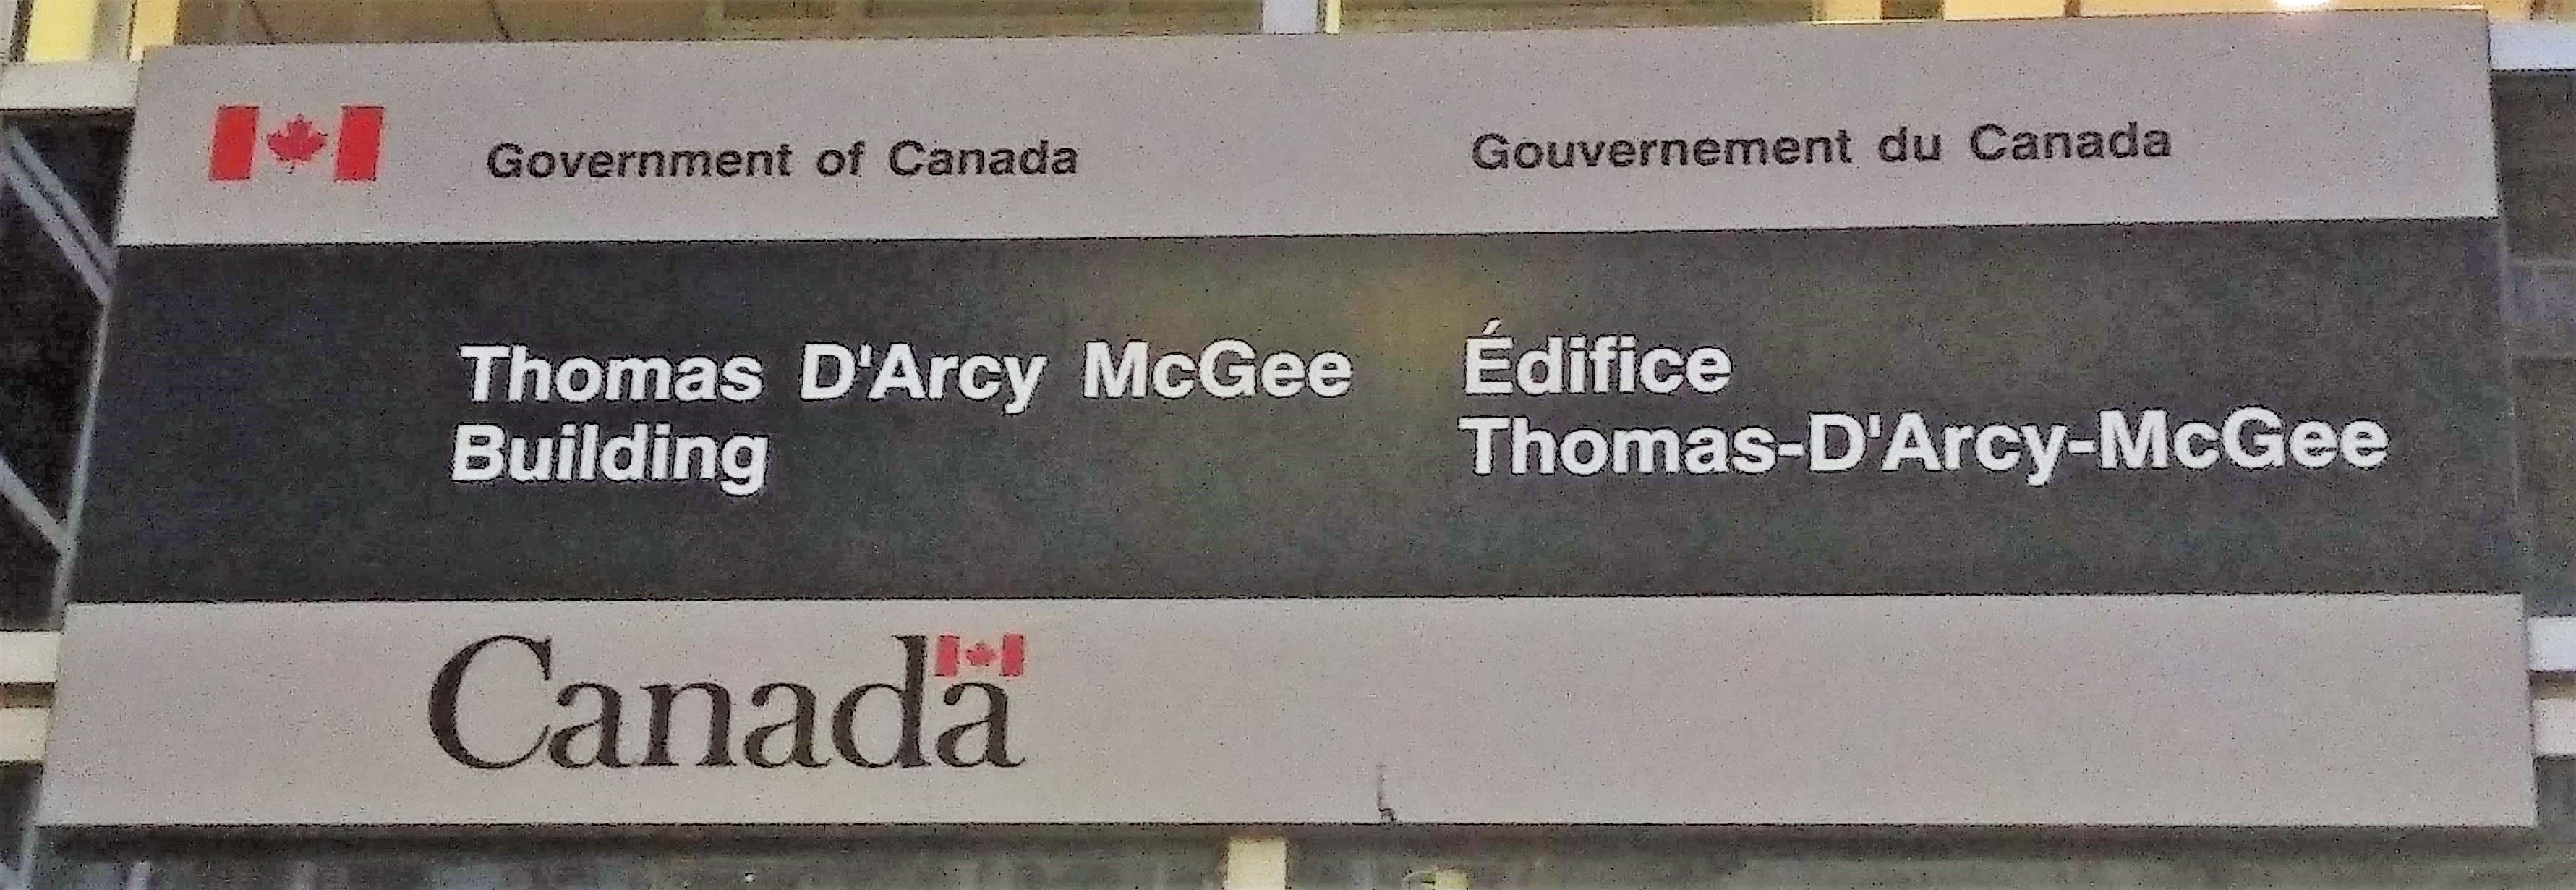 Government of Canada
Gouvernement du Canada
Thomas D'Arcy McGee
Building
Édifice
Thomas-D'Arcy-McGee
Canada